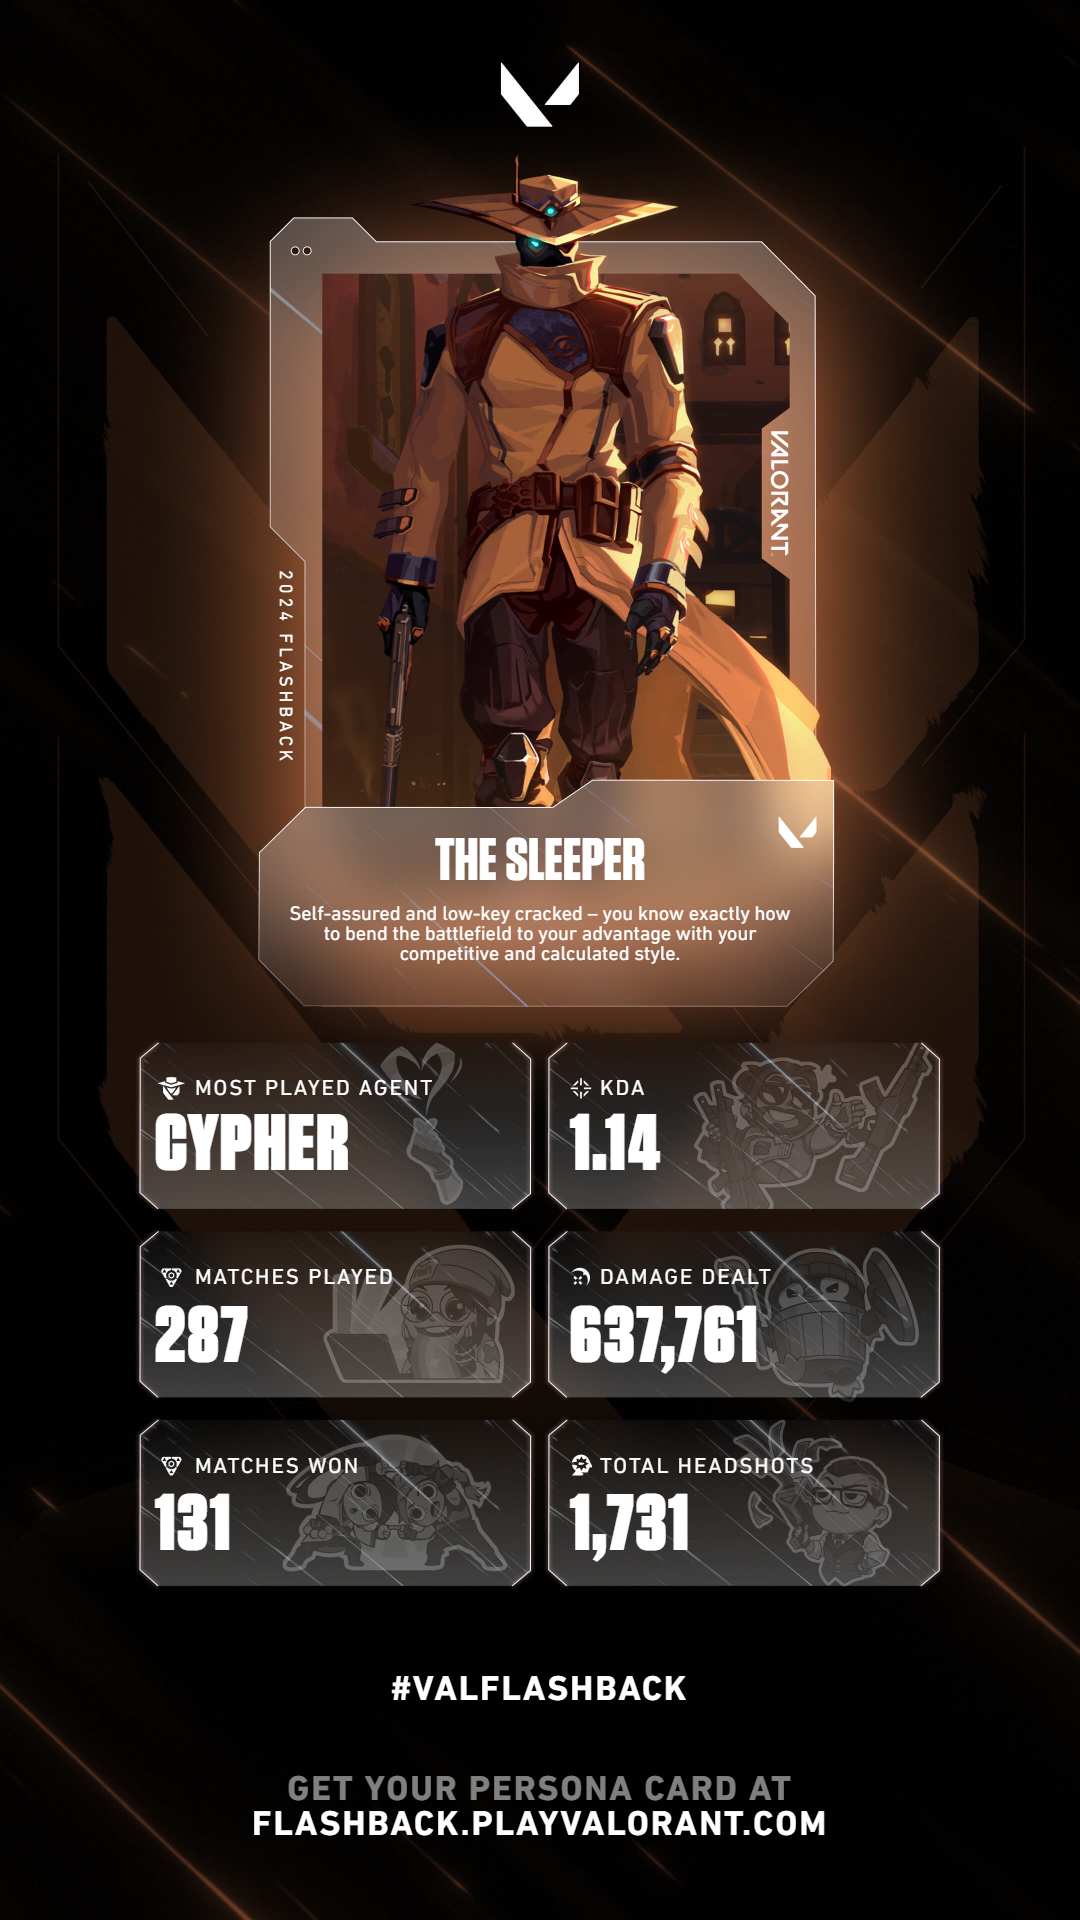 VALORANT
2024 FLASHBACK
THE SLEEPER
Self-assured and low-key cracked – you know exactly how
to bend the battlefield to your advantage with your
competitive and calculated style.
MOST PLAYED AGENT
CYPHER
KDA
1.14
MATCHES PLAYED
287
DAMAGE DEALT
637,761
MATCHES WON
131
TOTAL HEADSHOTS
1,731
#VALFLASHBACK
GET YOUR PERSONA CARD AT
FLASHBACK.PLAYVALORANT.COM